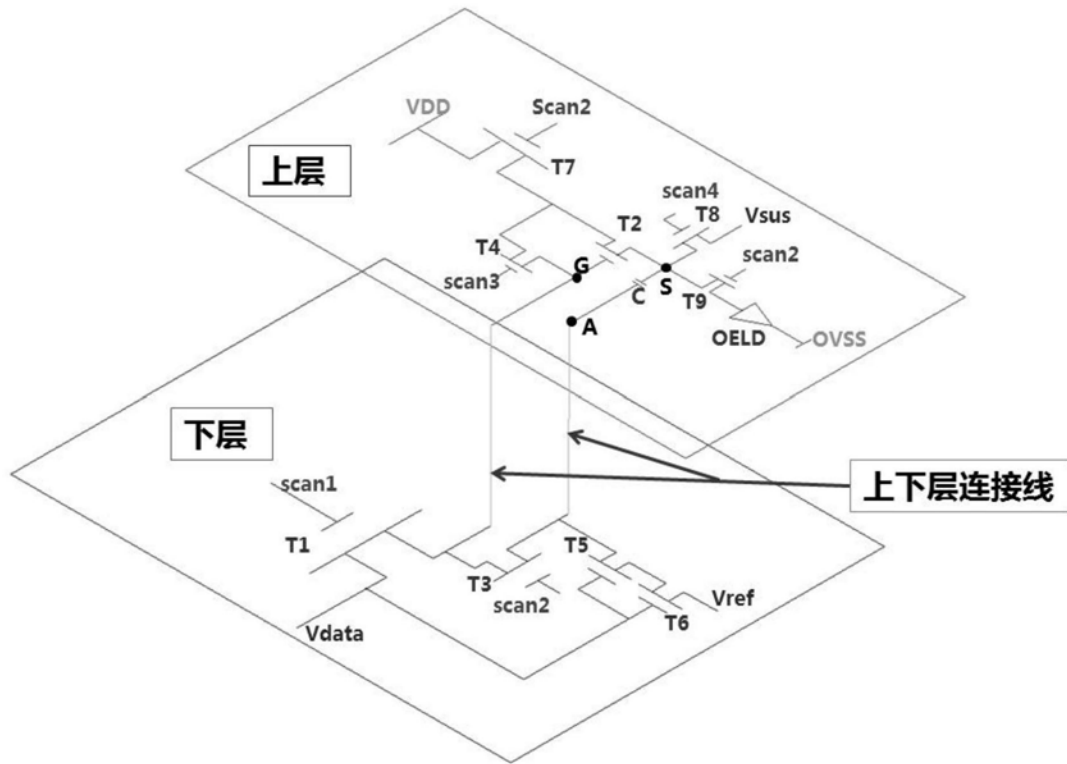 VDD
Scan2
上层
T7
scan4
T8
Vsus
T2
T4
scan2
scan3
G
S
C
T9
A
OELD
OVSS
下层
上下层连接线
scan1
T1
T5
T3
scan2
Vref
T6
Vdata